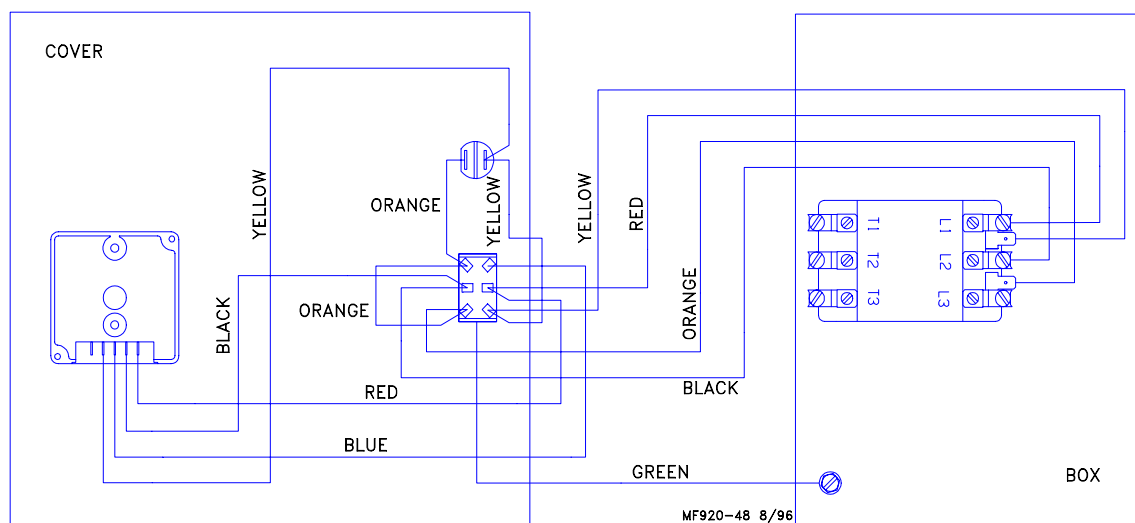 COVER
YELLOW
ORANGE
YELLOW
YELLOW
RED
T1
L1
T2
L2
T3
L3
ORANGE
BLACK
ORANGE
RED
BLACK
BLUE
GREEN
BOX
MF920-48 8/96